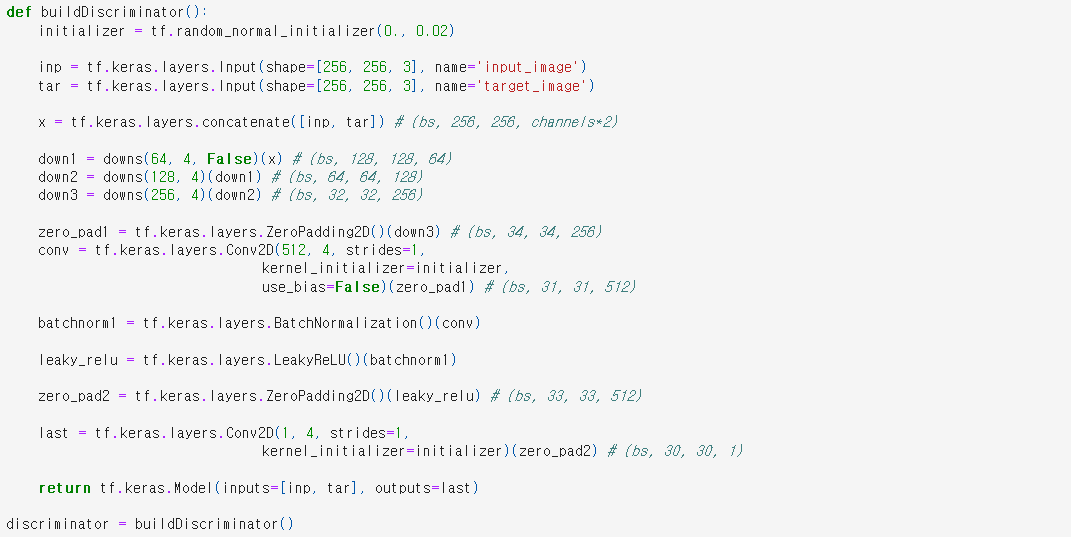 def buildDiscriminator():
    initializer = tf.random_normal_initializer(0., 0.02)

    inp = tf.keras.layers.Input(shape=[256, 256, 3], name='input_image')
    tar = tf.keras.layers.Input(shape=[256, 256, 3], name='target_image')

    x = tf.keras.layers.concatenate([inp, tar]) # (bs, 256, 256, channels*2)

    down1 = downs(64, 4, False)(x) # (bs, 128, 128, 64)
    down2 = downs(128, 4)(down1) # (bs, 64, 64, 128)
    down3 = downs(256, 4)(down2) # (bs, 32, 32, 256)

    zero_pad1 = tf.keras.layers.ZeroPadding2D()(down3) # (bs, 34, 34, 256)
    conv = tf.keras.layers.Conv2D(512, 4, strides=1,
                                kernel_initializer=initializer,
                                use_bias=False)(zero_pad1) # (bs, 31, 31, 512)

    batchnorm1 = tf.keras.layers.BatchNormalization()(conv)

    leaky_relu = tf.keras.layers.LeakyReLU()(batchnorm1)

    zero_pad2 = tf.keras.layers.ZeroPadding2D()(leaky_relu) # (bs, 33, 33, 512)

    last = tf.keras.layers.Conv2D(1, 4, strides=1,
                                kernel_initializer=initializer)(zero_pad2) # (bs, 30, 30, 1)

    return tf.keras.Model(inputs=[inp, tar], outputs=last)

discriminator = buildDiscriminator()